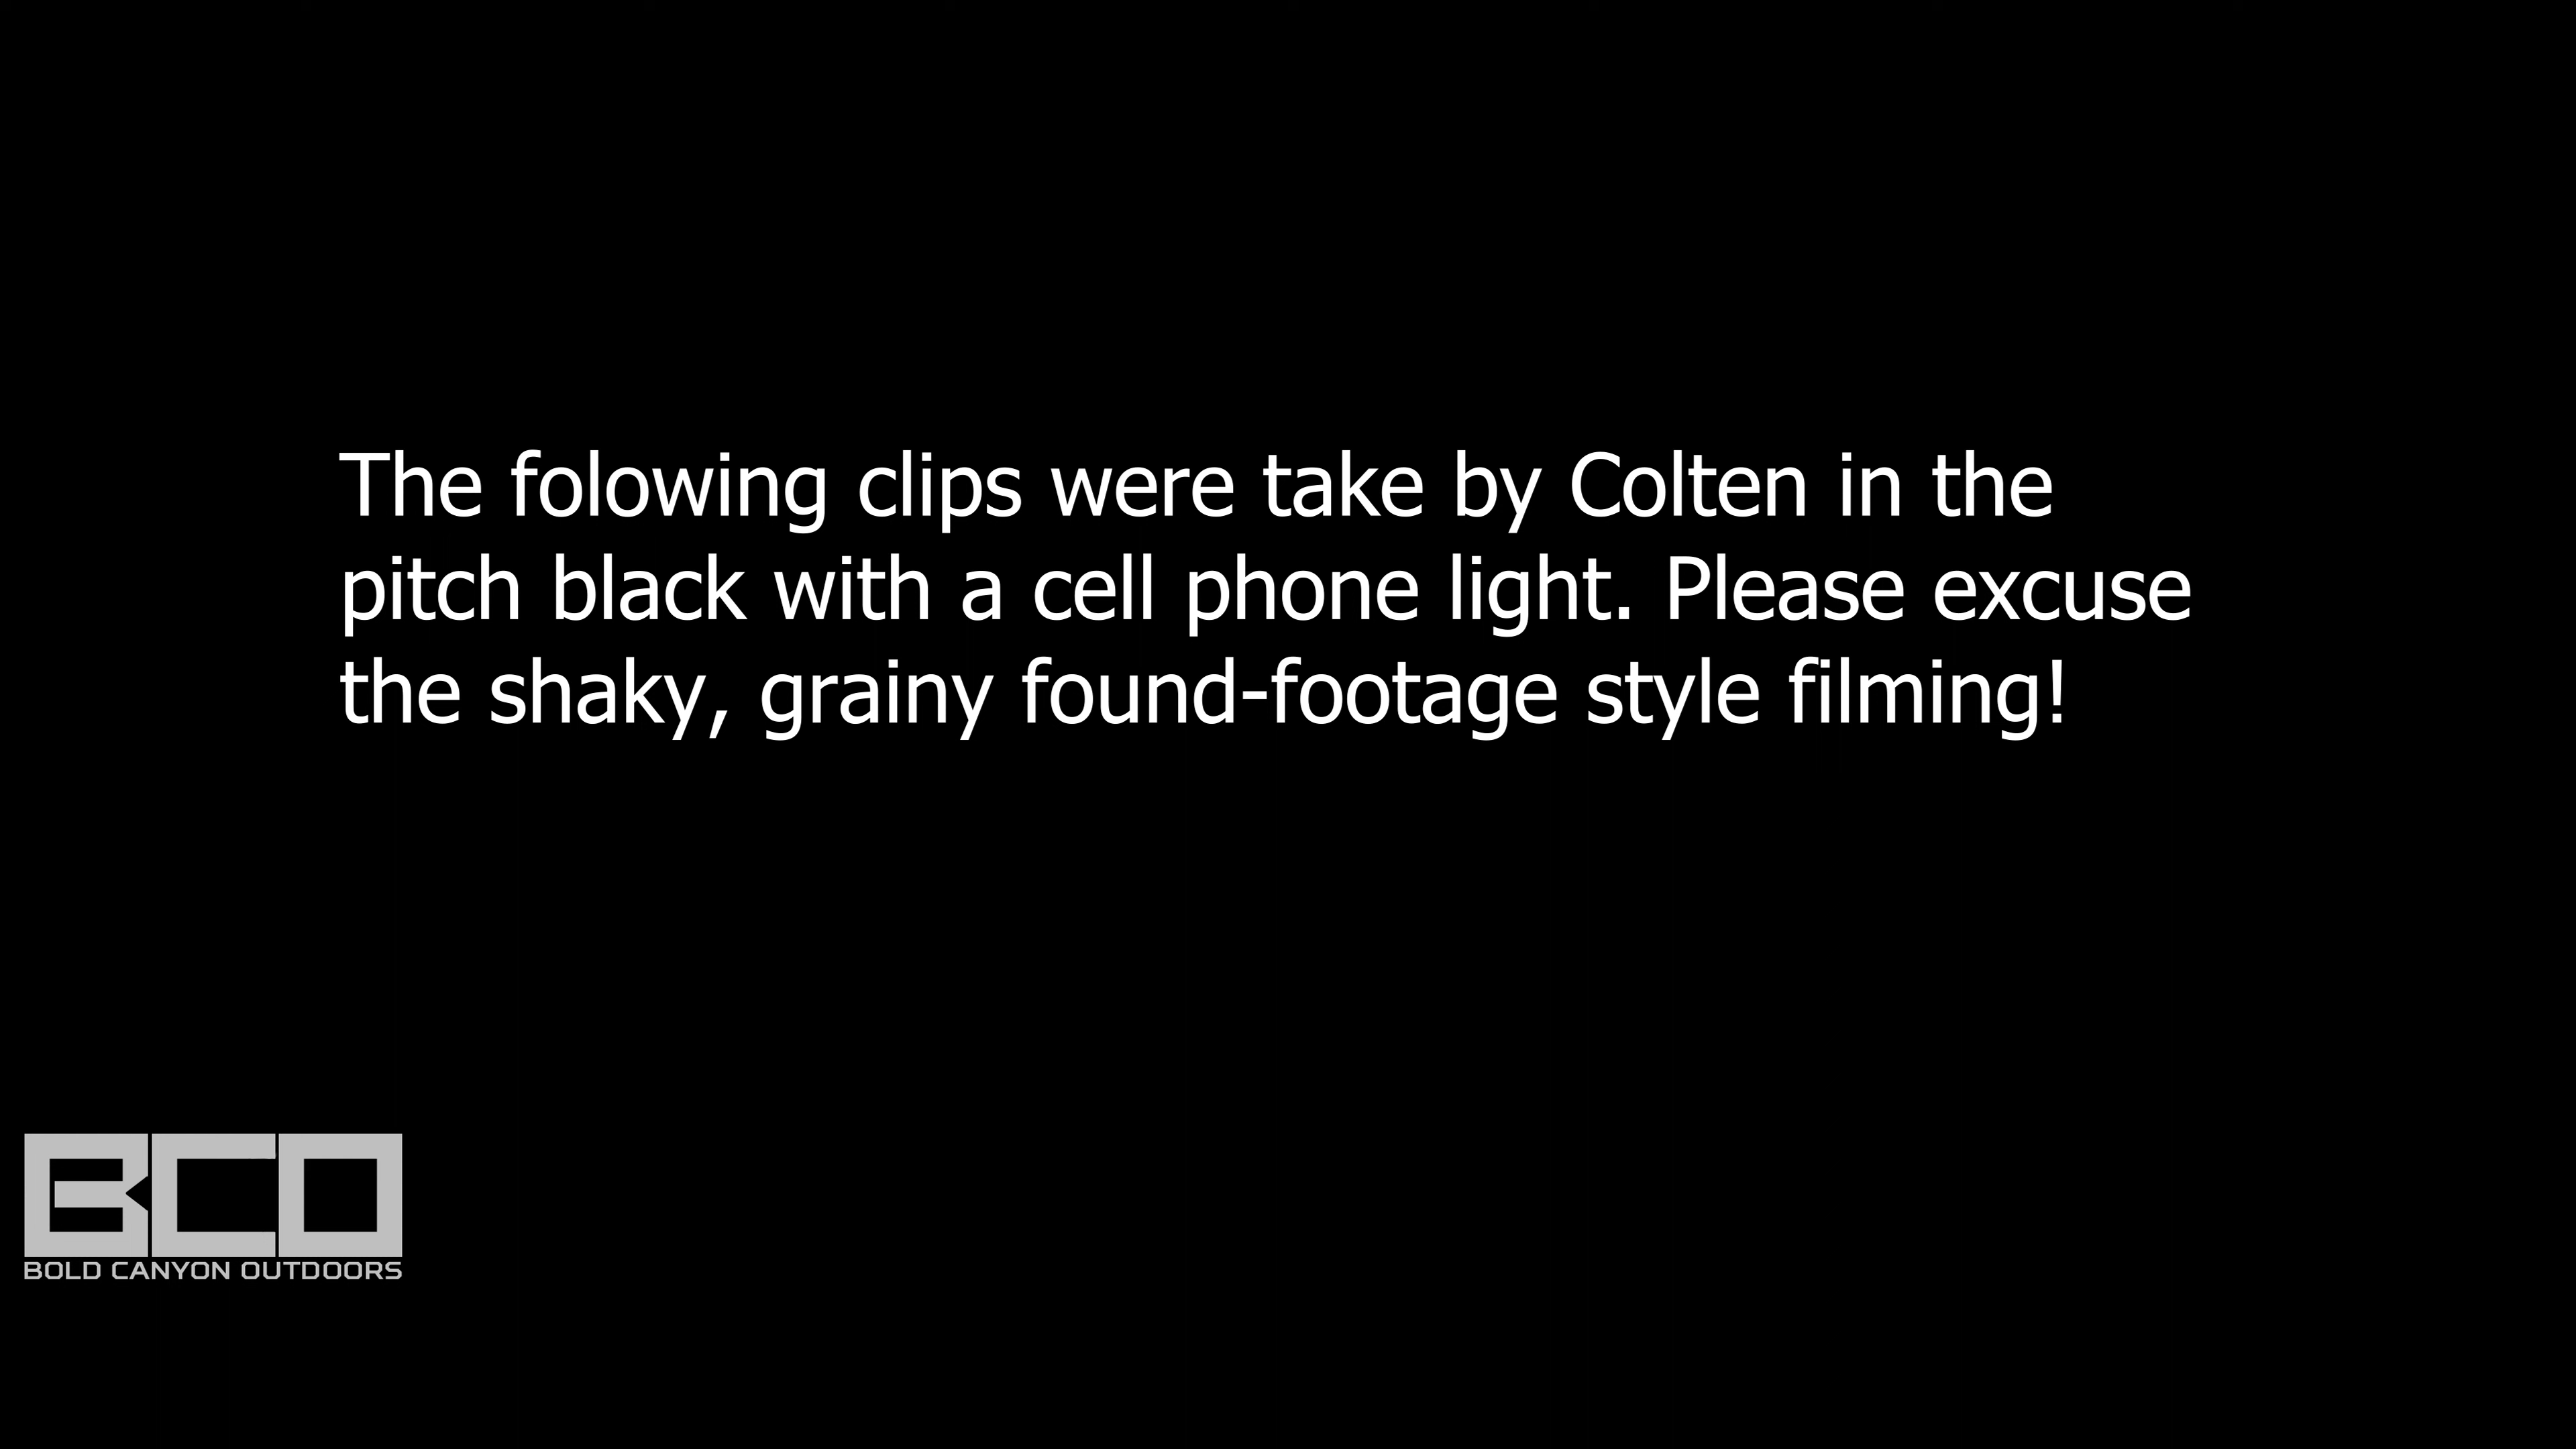 The folowing clips were take by Colten in the
pitch black with a cell phone light. Please excuse
the shaky, grainy found-footage style filming!
BCO
BOLD CANYON OUTDOORS